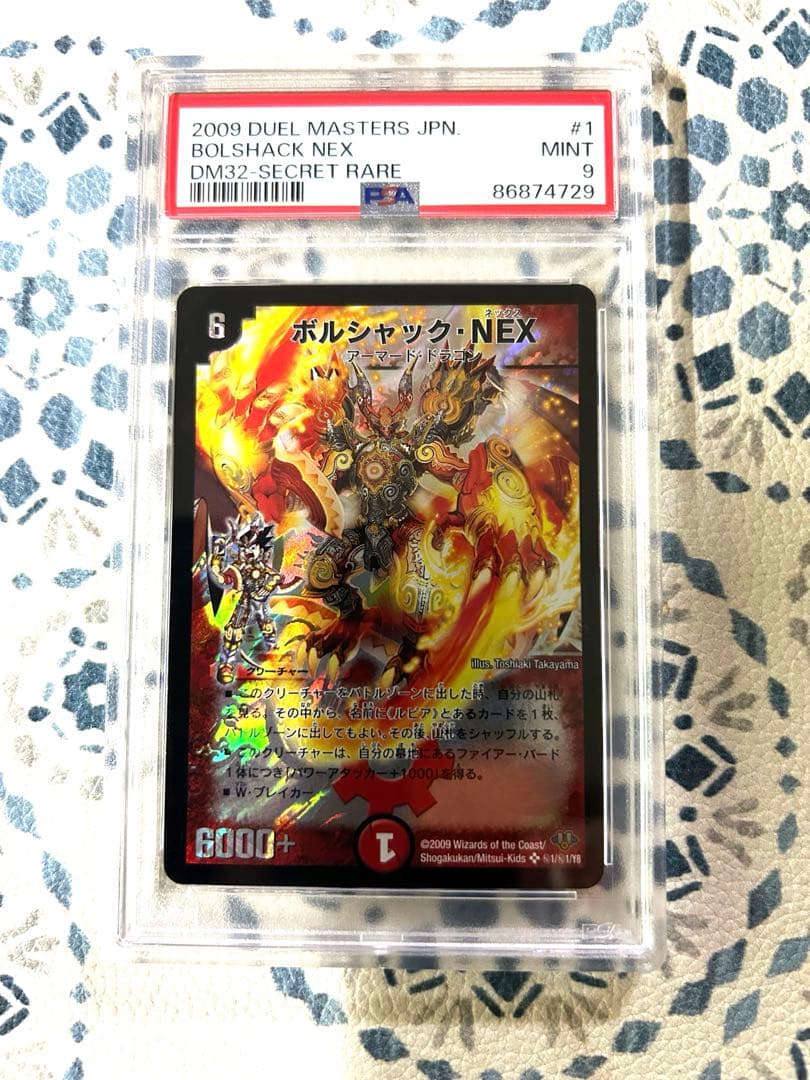 2009 DUEL MASTERS JPN. #1
BOLSHACK NEX MINT
DM32-SECRET RARE 9
PSA 86874729
6
ネックス
ボルシャック・NEX
アーマード・ドラゴン
illus. Toshiaki Takayama
クリーチャー
■このクリーチャーをバトルゾーンに出した時、自分の山札
を見る。その中から、名前に《ルピア》とあるカードを1枚、
バトルゾーンに出してもよい。その後、山札をシャッフルする。
■このクリーチャーは、自分の墓地にあるファイアー・バード
1体につき「パワーアタッカー+1000」を得る。
■W・ブレイカー
6000+
1
©2009 Wizards of the Coast/
Shogakukan/Mitsui-Kids